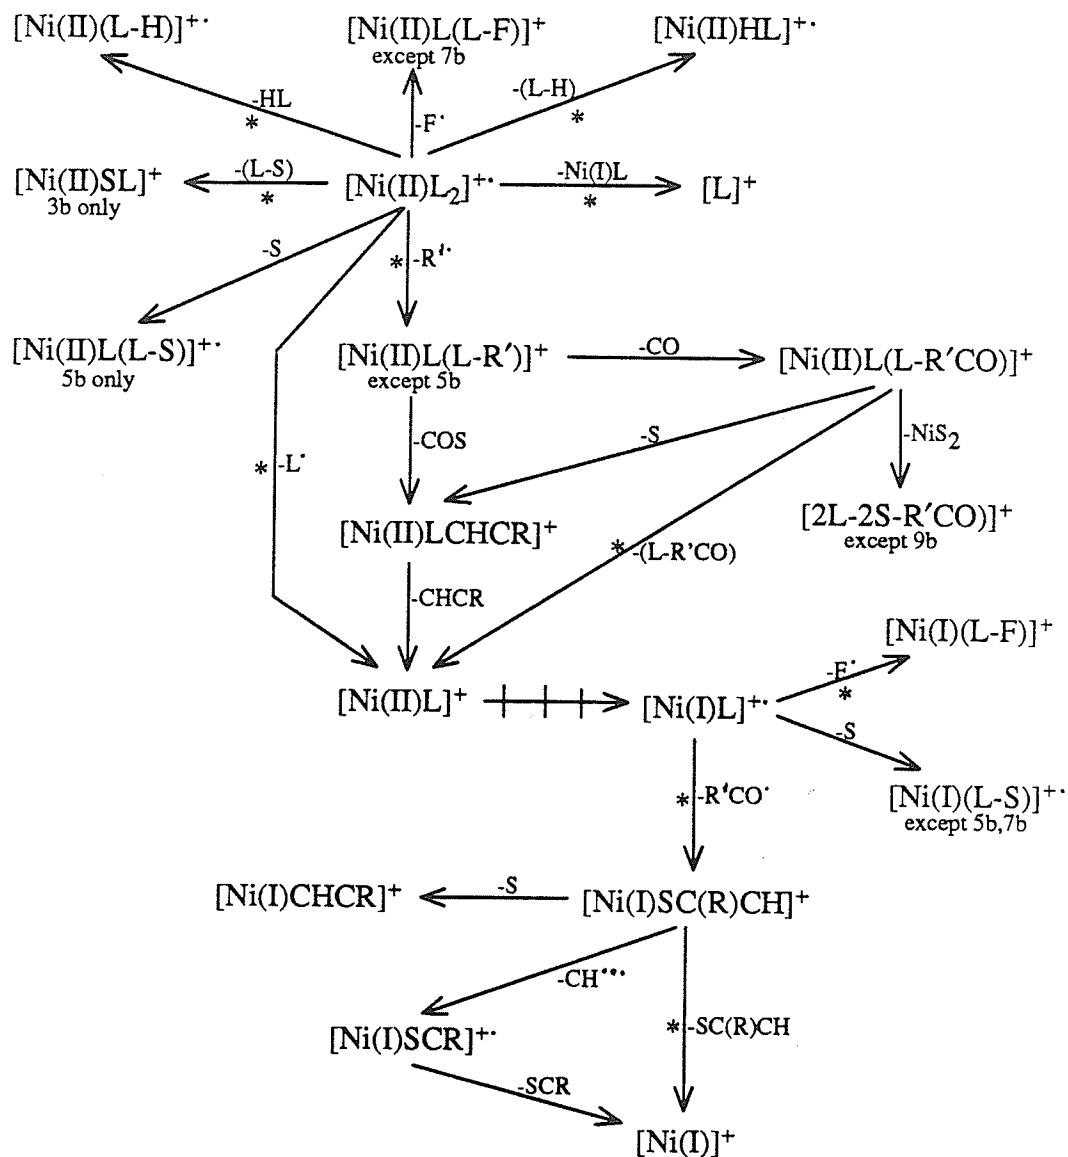 [Ni(II)(L-H)]⁺· [Ni(II)L(L-F)]⁺ [Ni(II)HL]⁺·
except 7b
-HL -F· -(L-H)
* *
[Ni(II)SL]⁺ -(L-S) [Ni(II)L₂]⁺· -Ni(I)L [L]⁺
3b only * *
-S * -R'·
[Ni(II)L(L-S)]⁺· [Ni(II)L(L-R')]⁺ -CO [Ni(II)L(L-R'CO)]⁺
5b only except 5b
* -L· -COS -S -NiS₂
[Ni(II)LCHCR]⁺ [2L-2S-R'CO)]⁺
except 9b
* -(L-R'CO)
-CHCR
[Ni(I)(L-F)]⁺
-F·
*
[Ni(II)L]⁺ [Ni(I)L]⁺·
-S
* -R'CO· [Ni(I)(L-S)]⁺·
except 5b,7b
[Ni(I)CHCR]⁺ -S [Ni(I)SC(R)CH]⁺
-CH···
* -SC(R)CH
[Ni(I)SCR]⁺·
-SCR
[Ni(I)]⁺